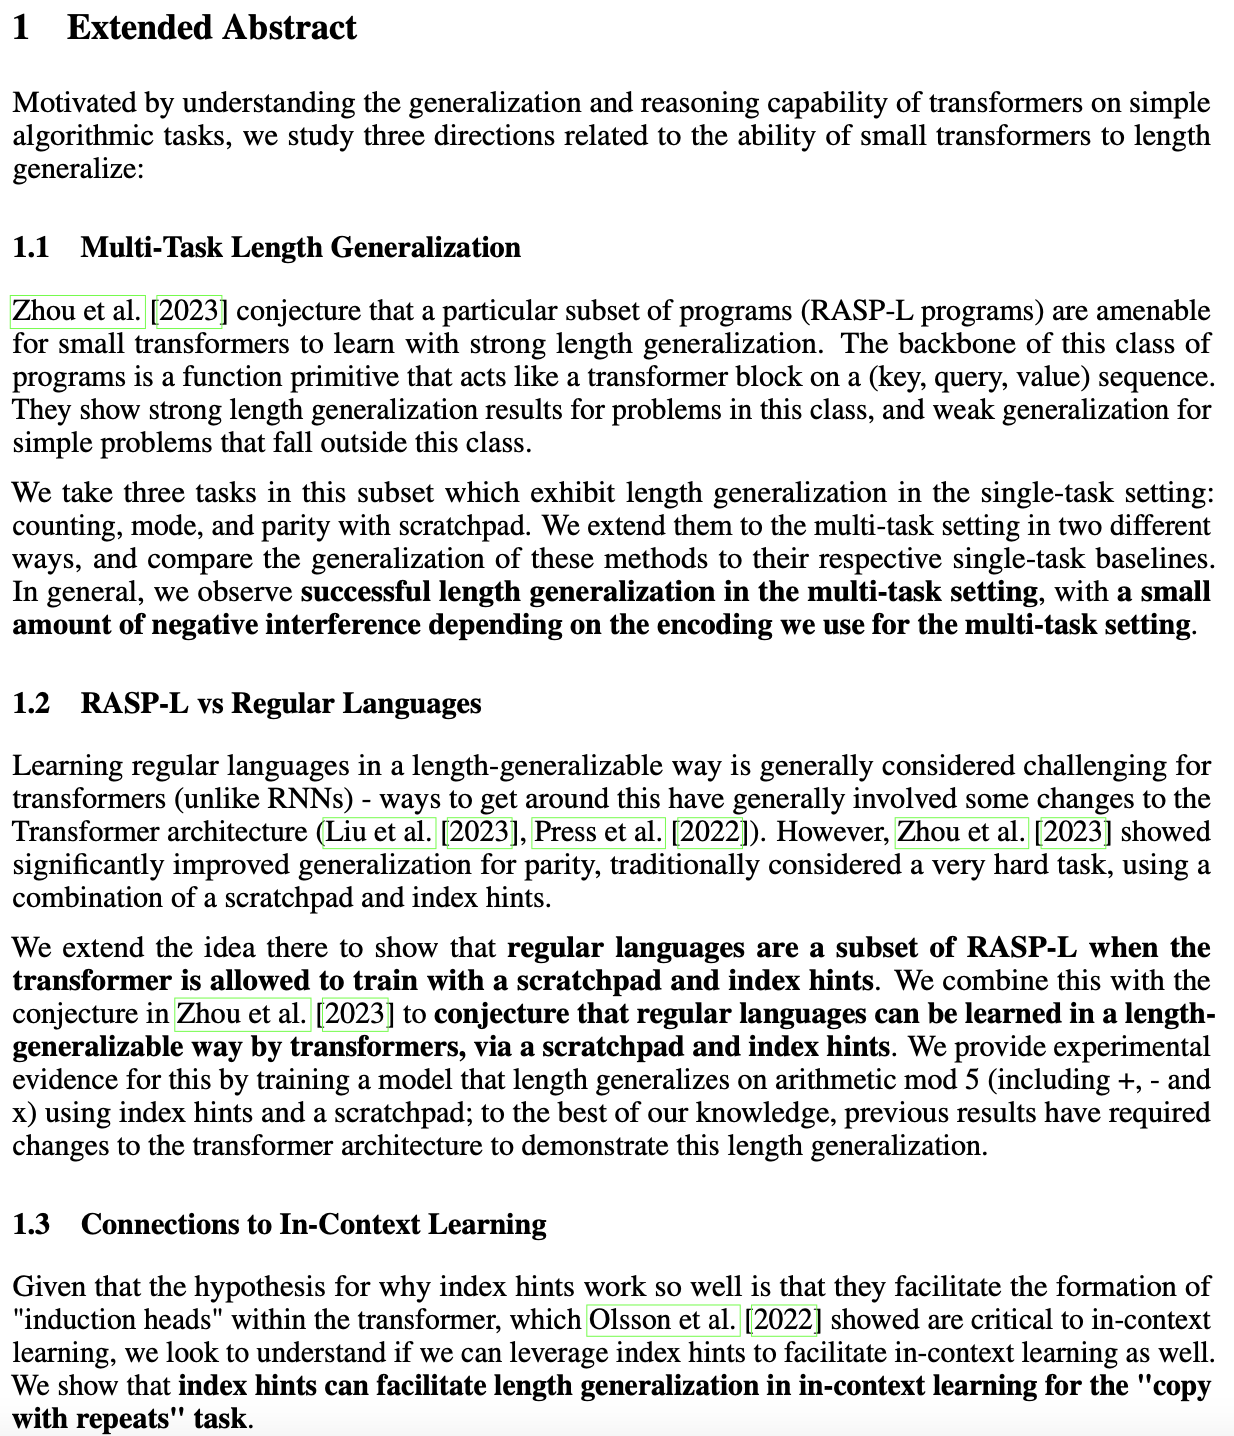 1 Extended Abstract
Motivated by understanding the generalization and reasoning capability of transformers on simple
algorithmic tasks, we study three directions related to the ability of small transformers to length
generalize:
1.1 Multi-Task Length Generalization
Zhou et al. [2023] conjecture that a particular subset of programs (RASP-L programs) are amenable
for small transformers to learn with strong length generalization. The backbone of this class of
programs is a function primitive that acts like a transformer block on a (key, query, value) sequence.
They show strong length generalization results for problems in this class, and weak generalization for
simple problems that fall outside this class.
We take three tasks in this subset which exhibit length generalization in the single-task setting:
counting, mode, and parity with scratchpad. We extend them to the multi-task setting in two different
ways, and compare the generalization of these methods to their respective single-task baselines.
In general, we observe successful length generalization in the multi-task setting, with a small
amount of negative interference depending on the encoding we use for the multi-task setting.
1.2 RASP-L vs Regular Languages
Learning regular languages in a length-generalizable way is generally considered challenging for
transformers (unlike RNNs) - ways to get around this have generally involved some changes to the
Transformer architecture (Liu et al. [2023], Press et al. [2022]). However, Zhou et al. [2023] showed
significantly improved generalization for parity, traditionally considered a very hard task, using a
combination of a scratchpad and index hints.
We extend the idea there to show that regular languages are a subset of RASP-L when the
transformer is allowed to train with a scratchpad and index hints. We combine this with the
conjecture in Zhou et al. [2023] to conjecture that regular languages can be learned in a length-
generalizable way by transformers, via a scratchpad and index hints. We provide experimental
evidence for this by training a model that length generalizes on arithmetic mod 5 (including +, - and
x) using index hints and a scratchpad; to the best of our knowledge, previous results have required
changes to the transformer architecture to demonstrate this length generalization.
1.3 Connections to In-Context Learning
Given that the hypothesis for why index hints work so well is that they facilitate the formation of
"induction heads" within the transformer, which Olsson et al. [2022] showed are critical to in-context
learning, we look to understand if we can leverage index hints to facilitate in-context learning as well.
We show that index hints can facilitate length generalization in in-context learning for the "copy
with repeats" task.